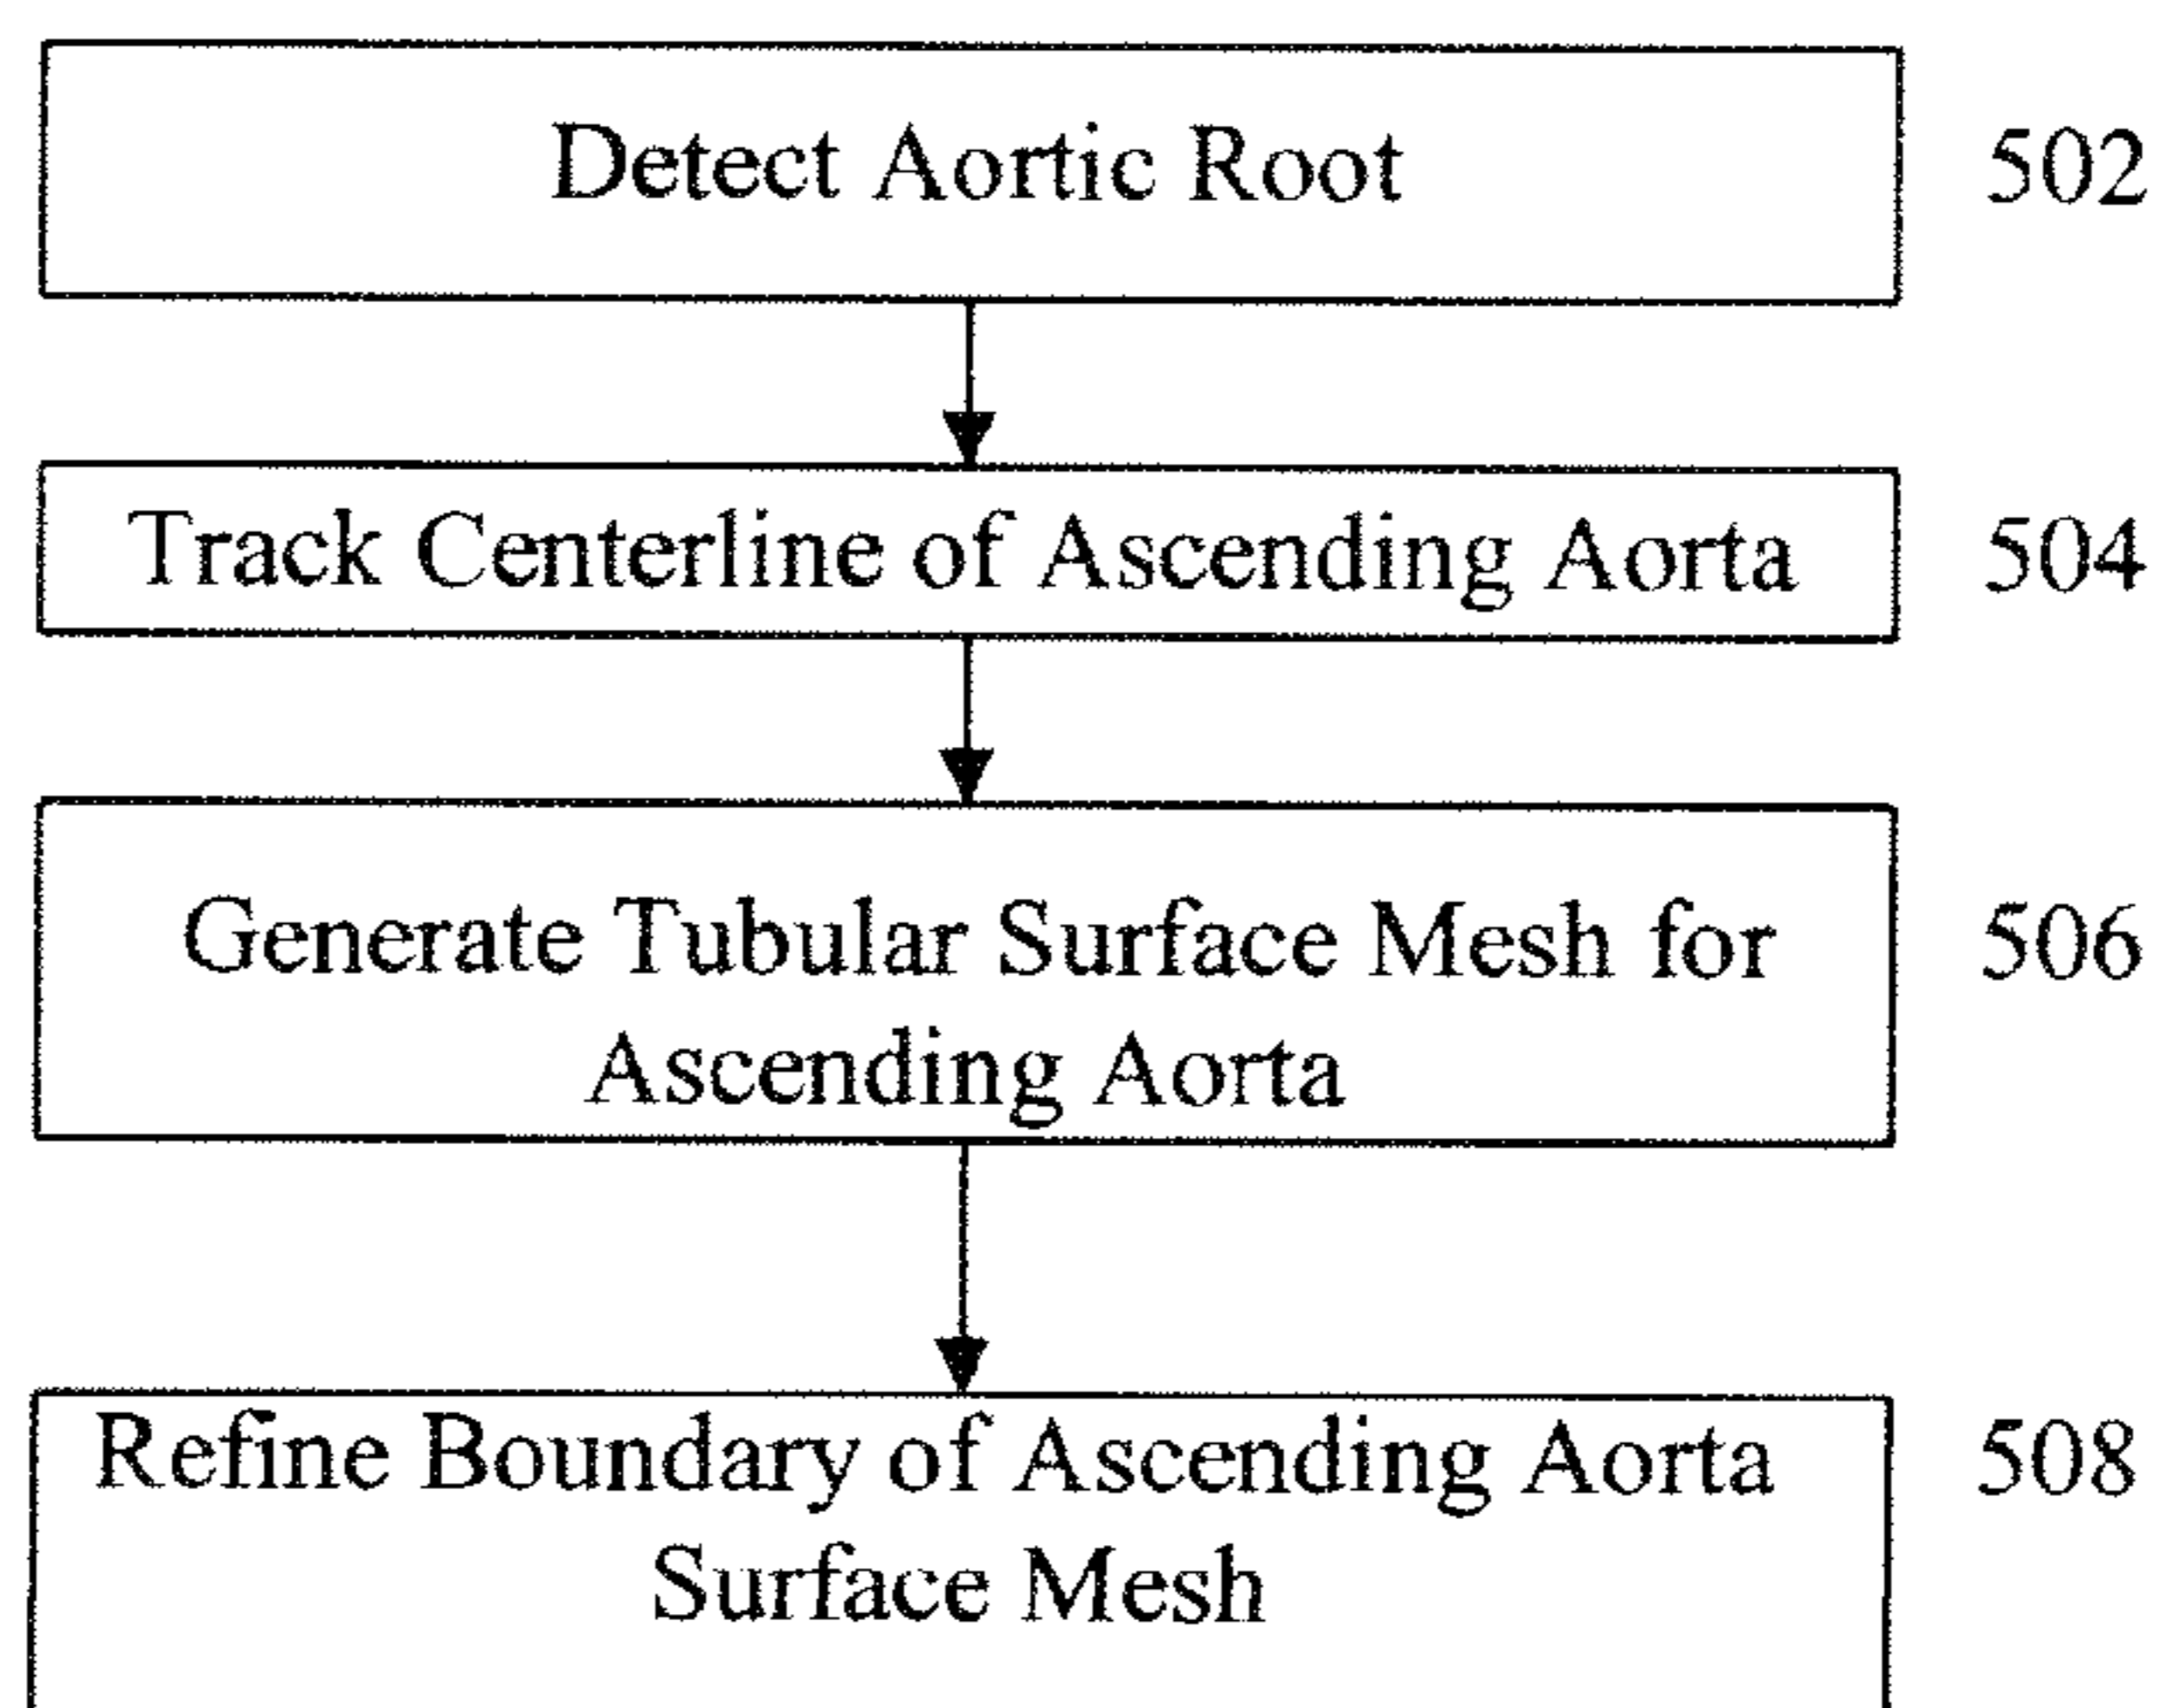 Detect Aortic Root
502
Track Centerline of Ascending Aorta
504
Generate Tubular Surface Mesh for
506
Ascending Aorta
Refine Boundary of Ascending Aorta
508
Surface Mesh